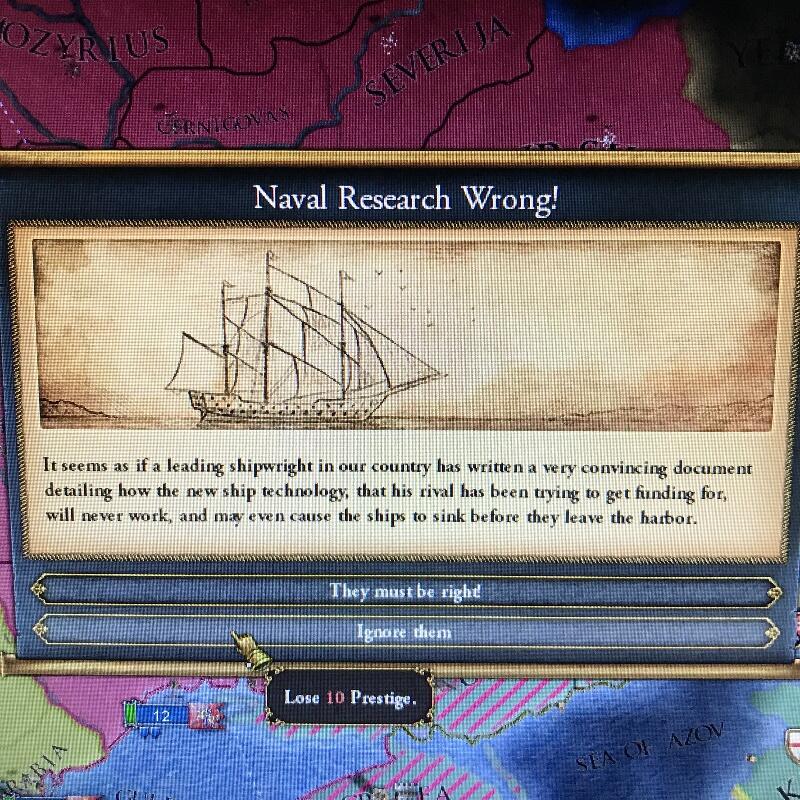 OZYRIUS
SEVERIJA
ČERNIGOVAS
Naval Research Wrong!
It seems as if a leading shipwright in our country has written a very convincing document
detailing how the new ship technology, that his rival has been trying to get funding for,
will never work, and may even cause the ships to sink before they leave the harbor.
They must be right!
Ignore them
Lose 10 Prestige.
12
SEA OF AZOV